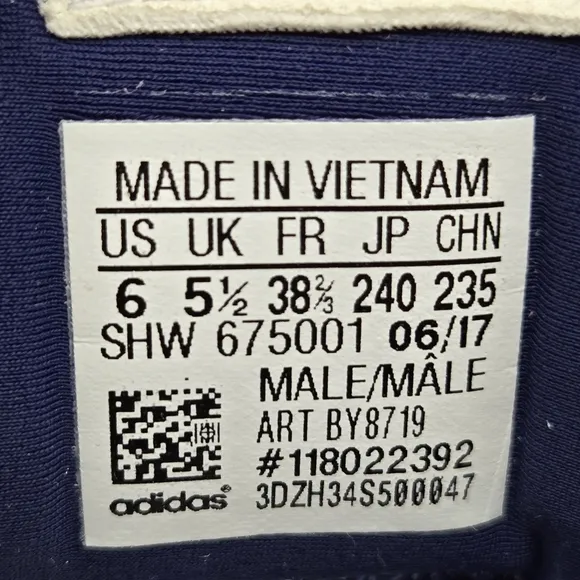 MADE IN VIETNAM
US UK FR JP CHN
6 5½ 38⅔ 240 235
SHW 675001 06/17
MALE/MÂLE
ART BY8719
#118022392
adidas 3DZH34S500047